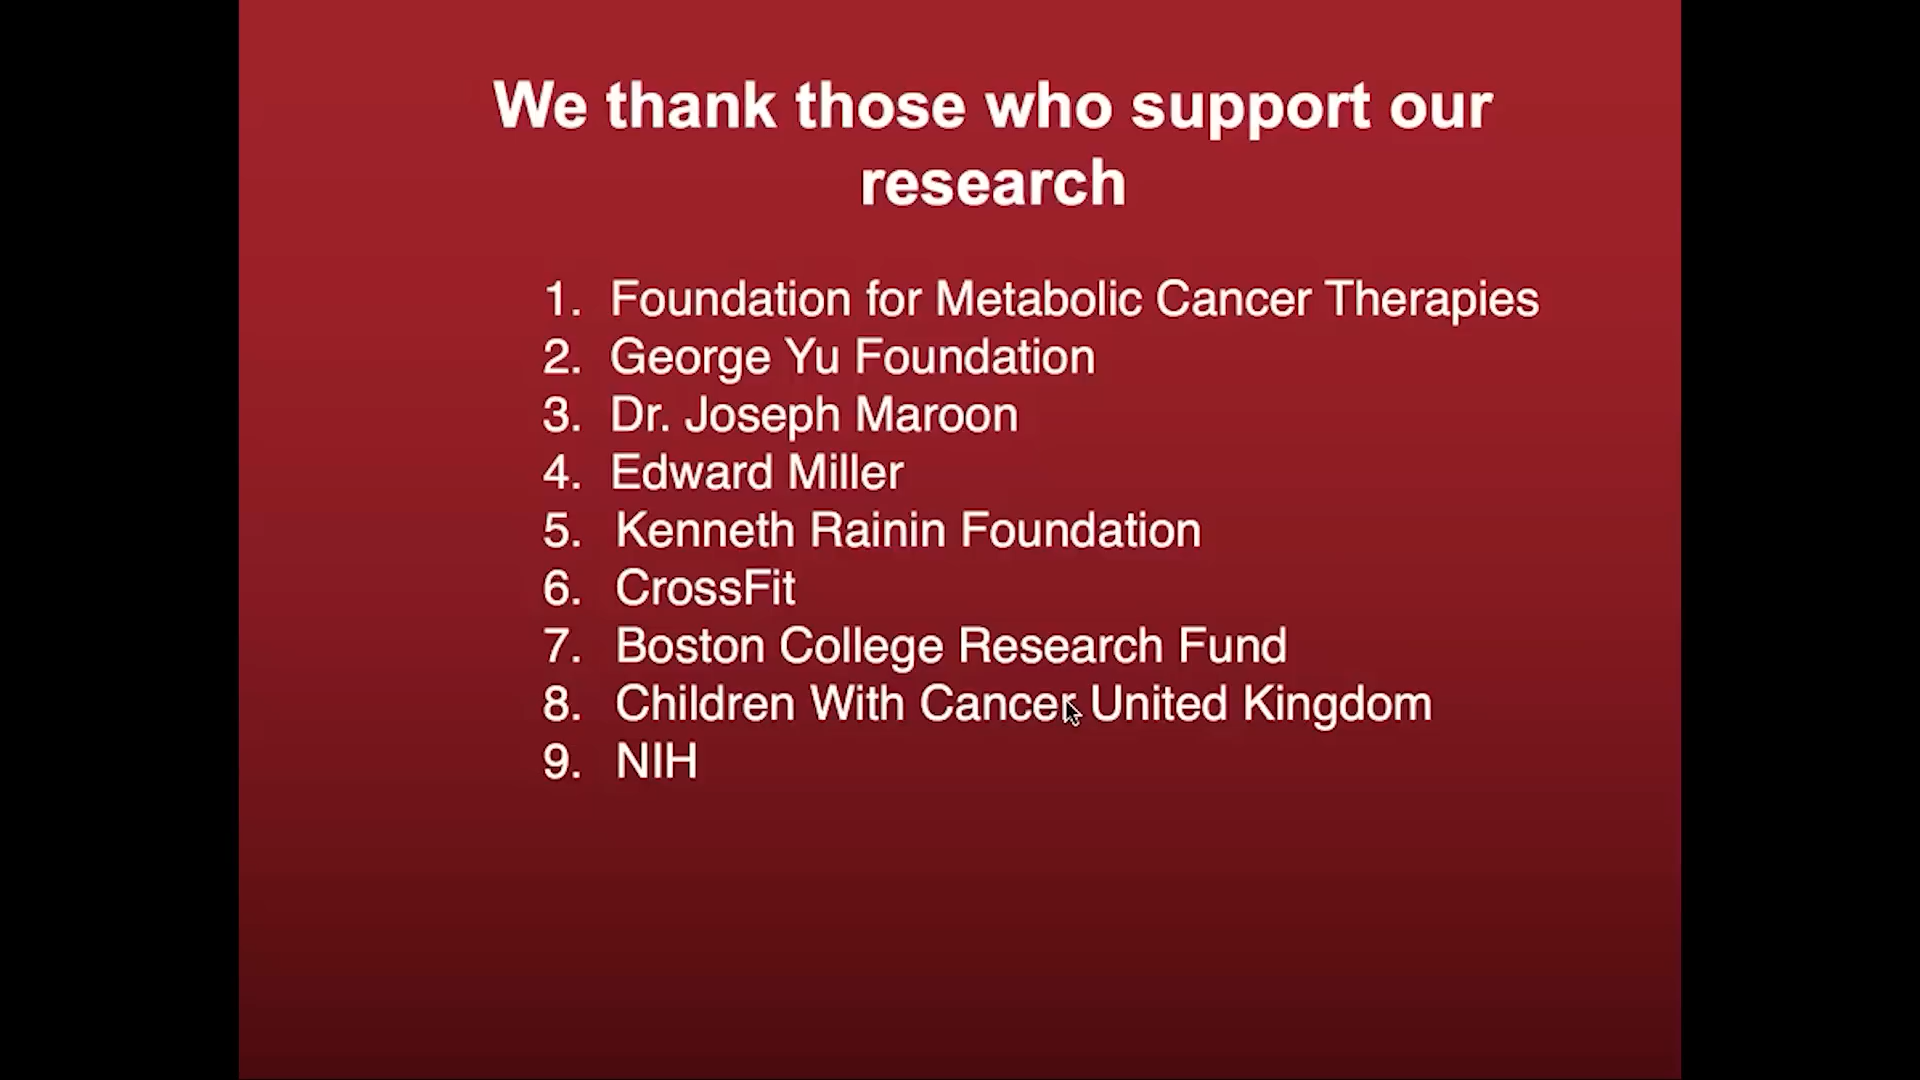 We thank those who support our
research
1. Foundation for Metabolic Cancer Therapies
2. George Yu Foundation
3. Dr. Joseph Maroon
4. Edward Miller
5. Kenneth Rainin Foundation
6. CrossFit
7. Boston College Research Fund
8. Children With Cancer United Kingdom
9. NIH